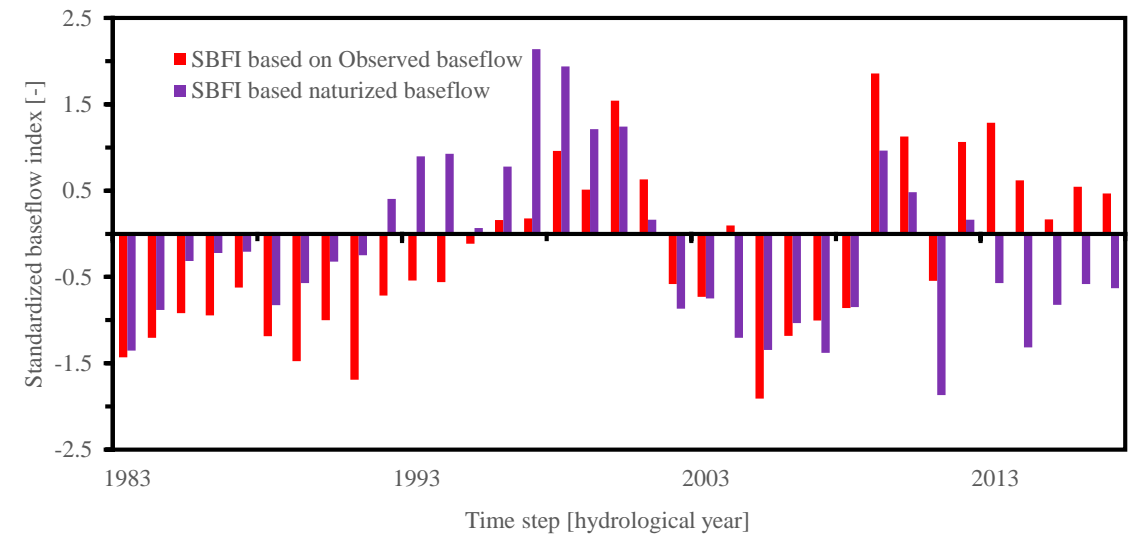 Standardized baseflow index [-]
2.5
1.5
0.5
-0.5
-1.5
-2.5
SBFI based on Observed baseflow
SBFI based naturized baseflow
1983 1993 2003 2013
Time step [hydrological year]